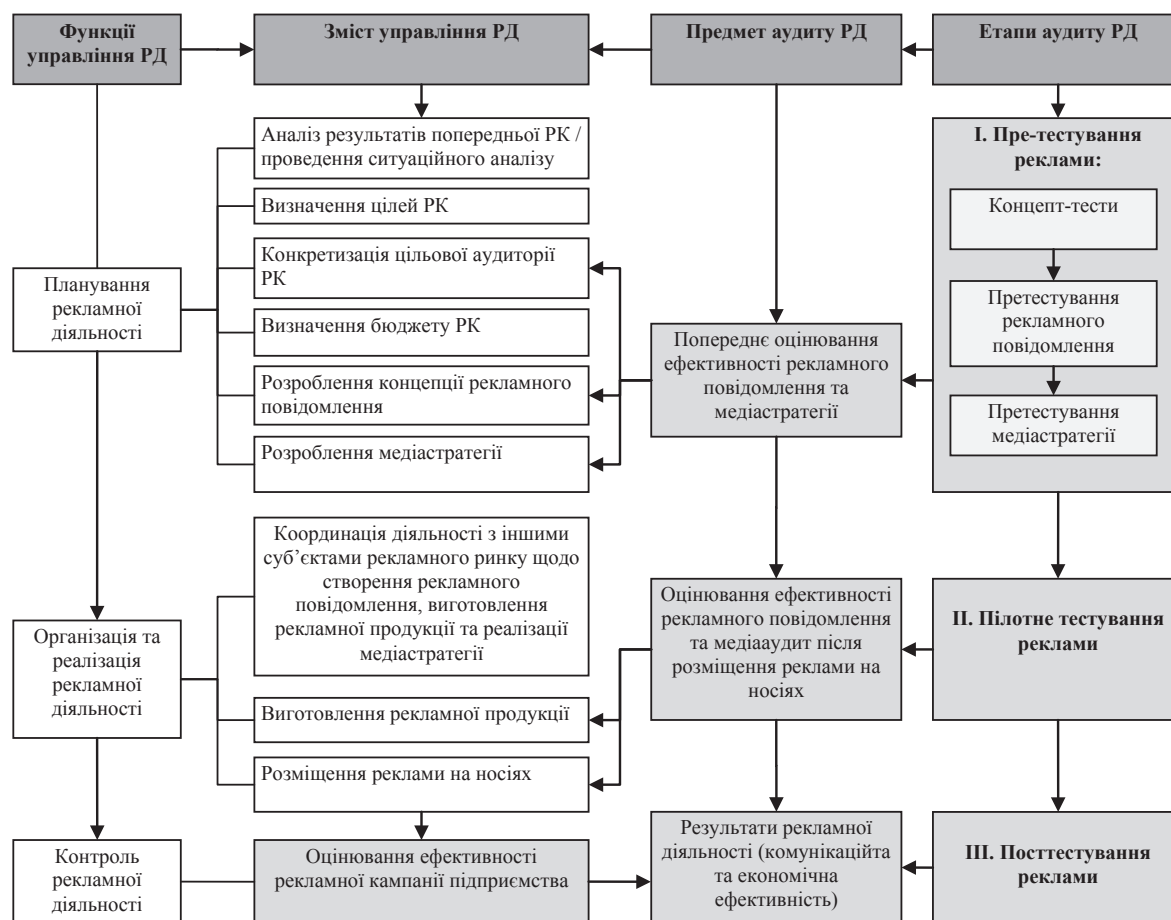 Функції
управління РД
Зміст управління РД
Предмет аудиту РД
Етапи аудиту РД
Аналіз результатів попередньої РК /
проведення ситуаційного аналізу
Визначення цілей РК
Конкретизація цільової аудиторії
РК
Визначення бюджету РК
Розроблення концепції рекламного
повідомлення
Розроблення медіастратегії
Планування
рекламної
діяльності
Попереднє оцінювання
ефективності рекламного
повідомлення та
медіастратегії
І. Пре-тестування
реклами:
Концепт-тести
Претестування
рекламного
повідомлення
Претестування
медіастратегії
Організація та
реалізація
рекламної
діяльності
Координація діяльності з іншими
суб’єктами рекламного ринку щодо
створення рекламного
повідомлення, виготовлення
рекламної продукції та реалізації
медіастратегії
Виготовлення рекламної продукції
Розміщення реклами на носіях
Оцінювання ефективності
рекламного повідомлення
та медіааудит після
розміщення реклами на
носіях
ІІ. Пілотне тестування
реклами
Контроль
рекламної
діяльності
Оцінювання ефективності
рекламної кампанії підприємства
Результати рекламної
діяльності (комунікаційта
та економічна
ефективність)
ІІІ. Посттестування
реклами